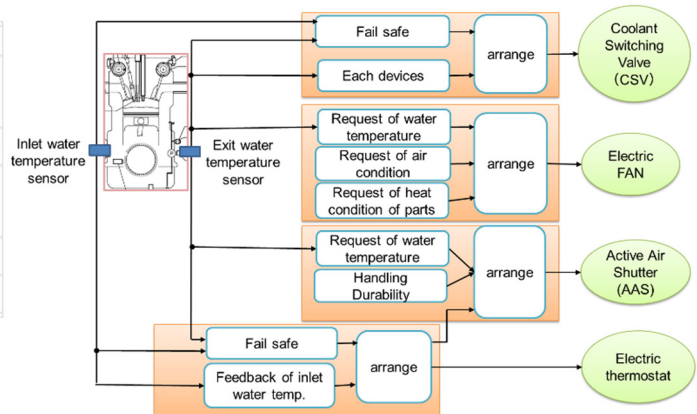 Inlet water
temperature
sensor
Exit water
temperature
sensor
Fail safe
Each devices
arrange
Coolant
Switching
Valve
(CSV)
Request of water
temperature
Request of air
condition
Request of heat
condition of parts
arrange
Electric
FAN
Request of water
temperature
Handling
Durability
arrange
Active Air
Shutter
(AAS)
Fail safe
Feedback of inlet
water temp.
arrange
Electric
thermostat